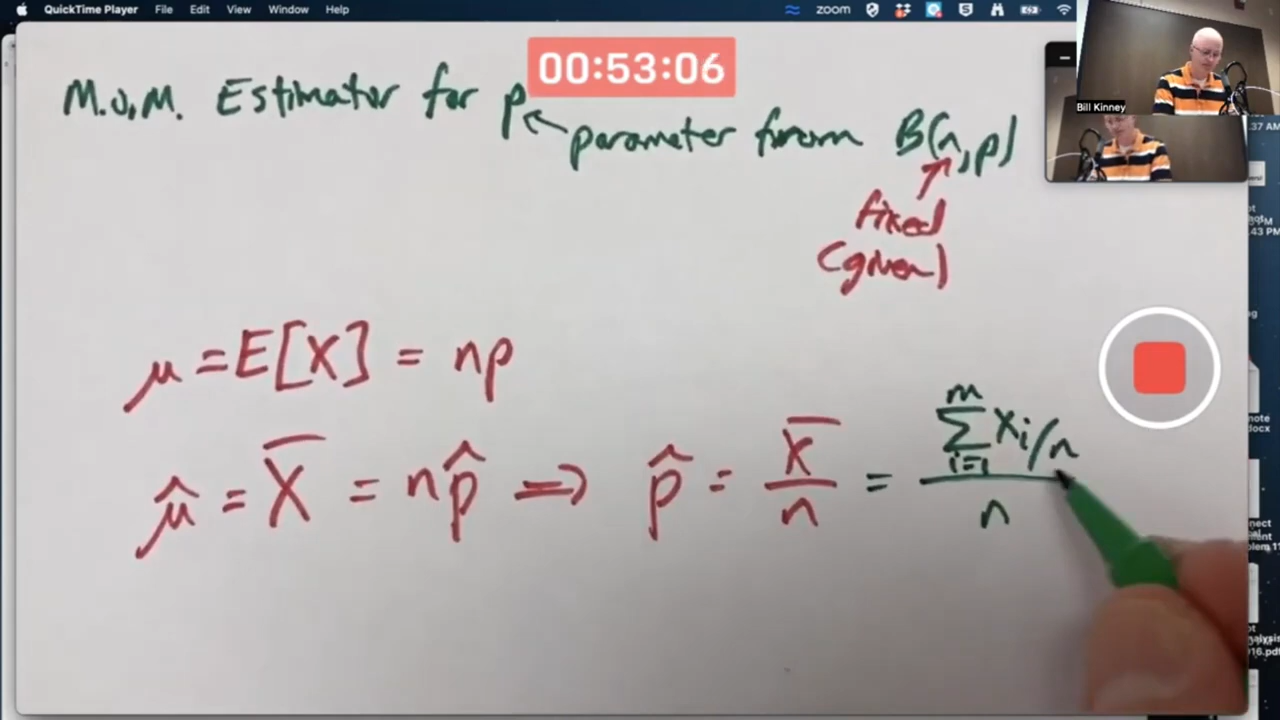 QuickTime Player File Edit View Window Help zoom
00:53:06
Bill Kinney
M.O.M. Estimator for p ← parameter from B(n,p)
fixed
(given)
μ = E[X] = np
μ̂ = X̄ = np̂ ⟹ p̂ = X̄/n = (∑_{i=1}^{m} Xi/n)/n